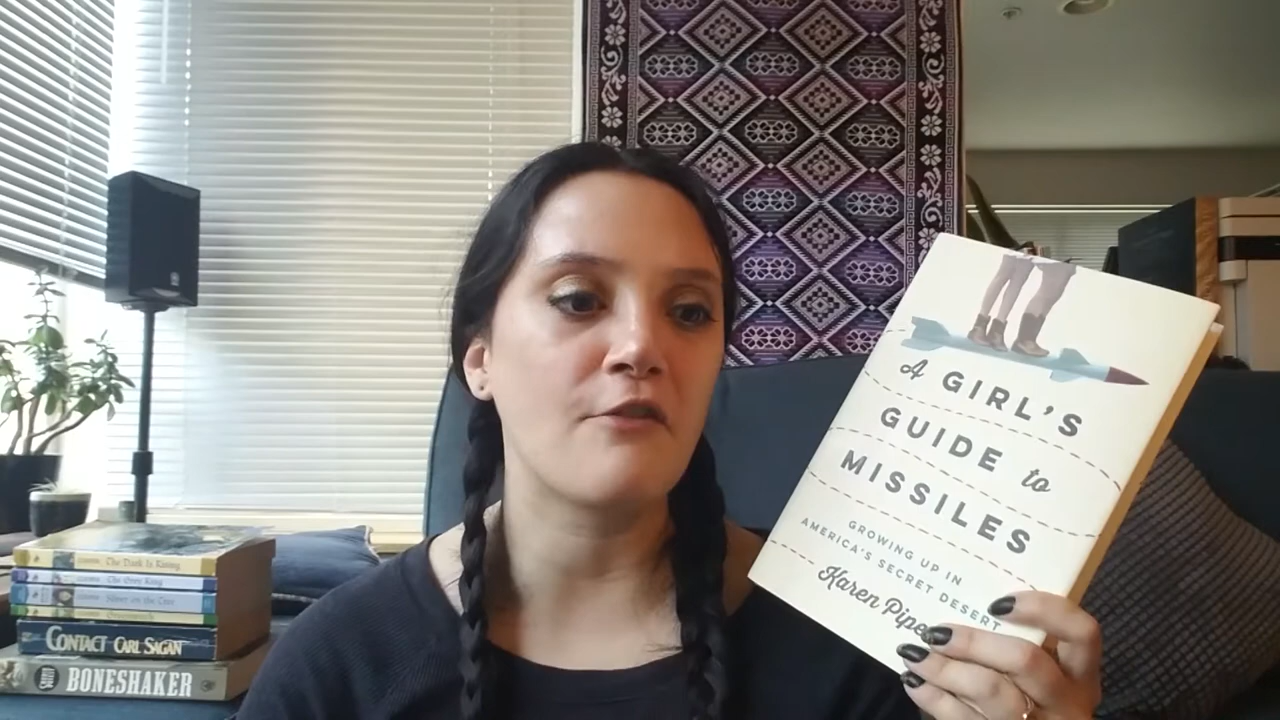 A GIRL'S
GUIDE to
MISSILES
GROWING UP IN
AMERICA'S SECRET DESERT
Karen Pipe
The Dark Is Rising
The Grey King
Silver on the Tree
CONTACT CARL SAGAN
BONESHAKER